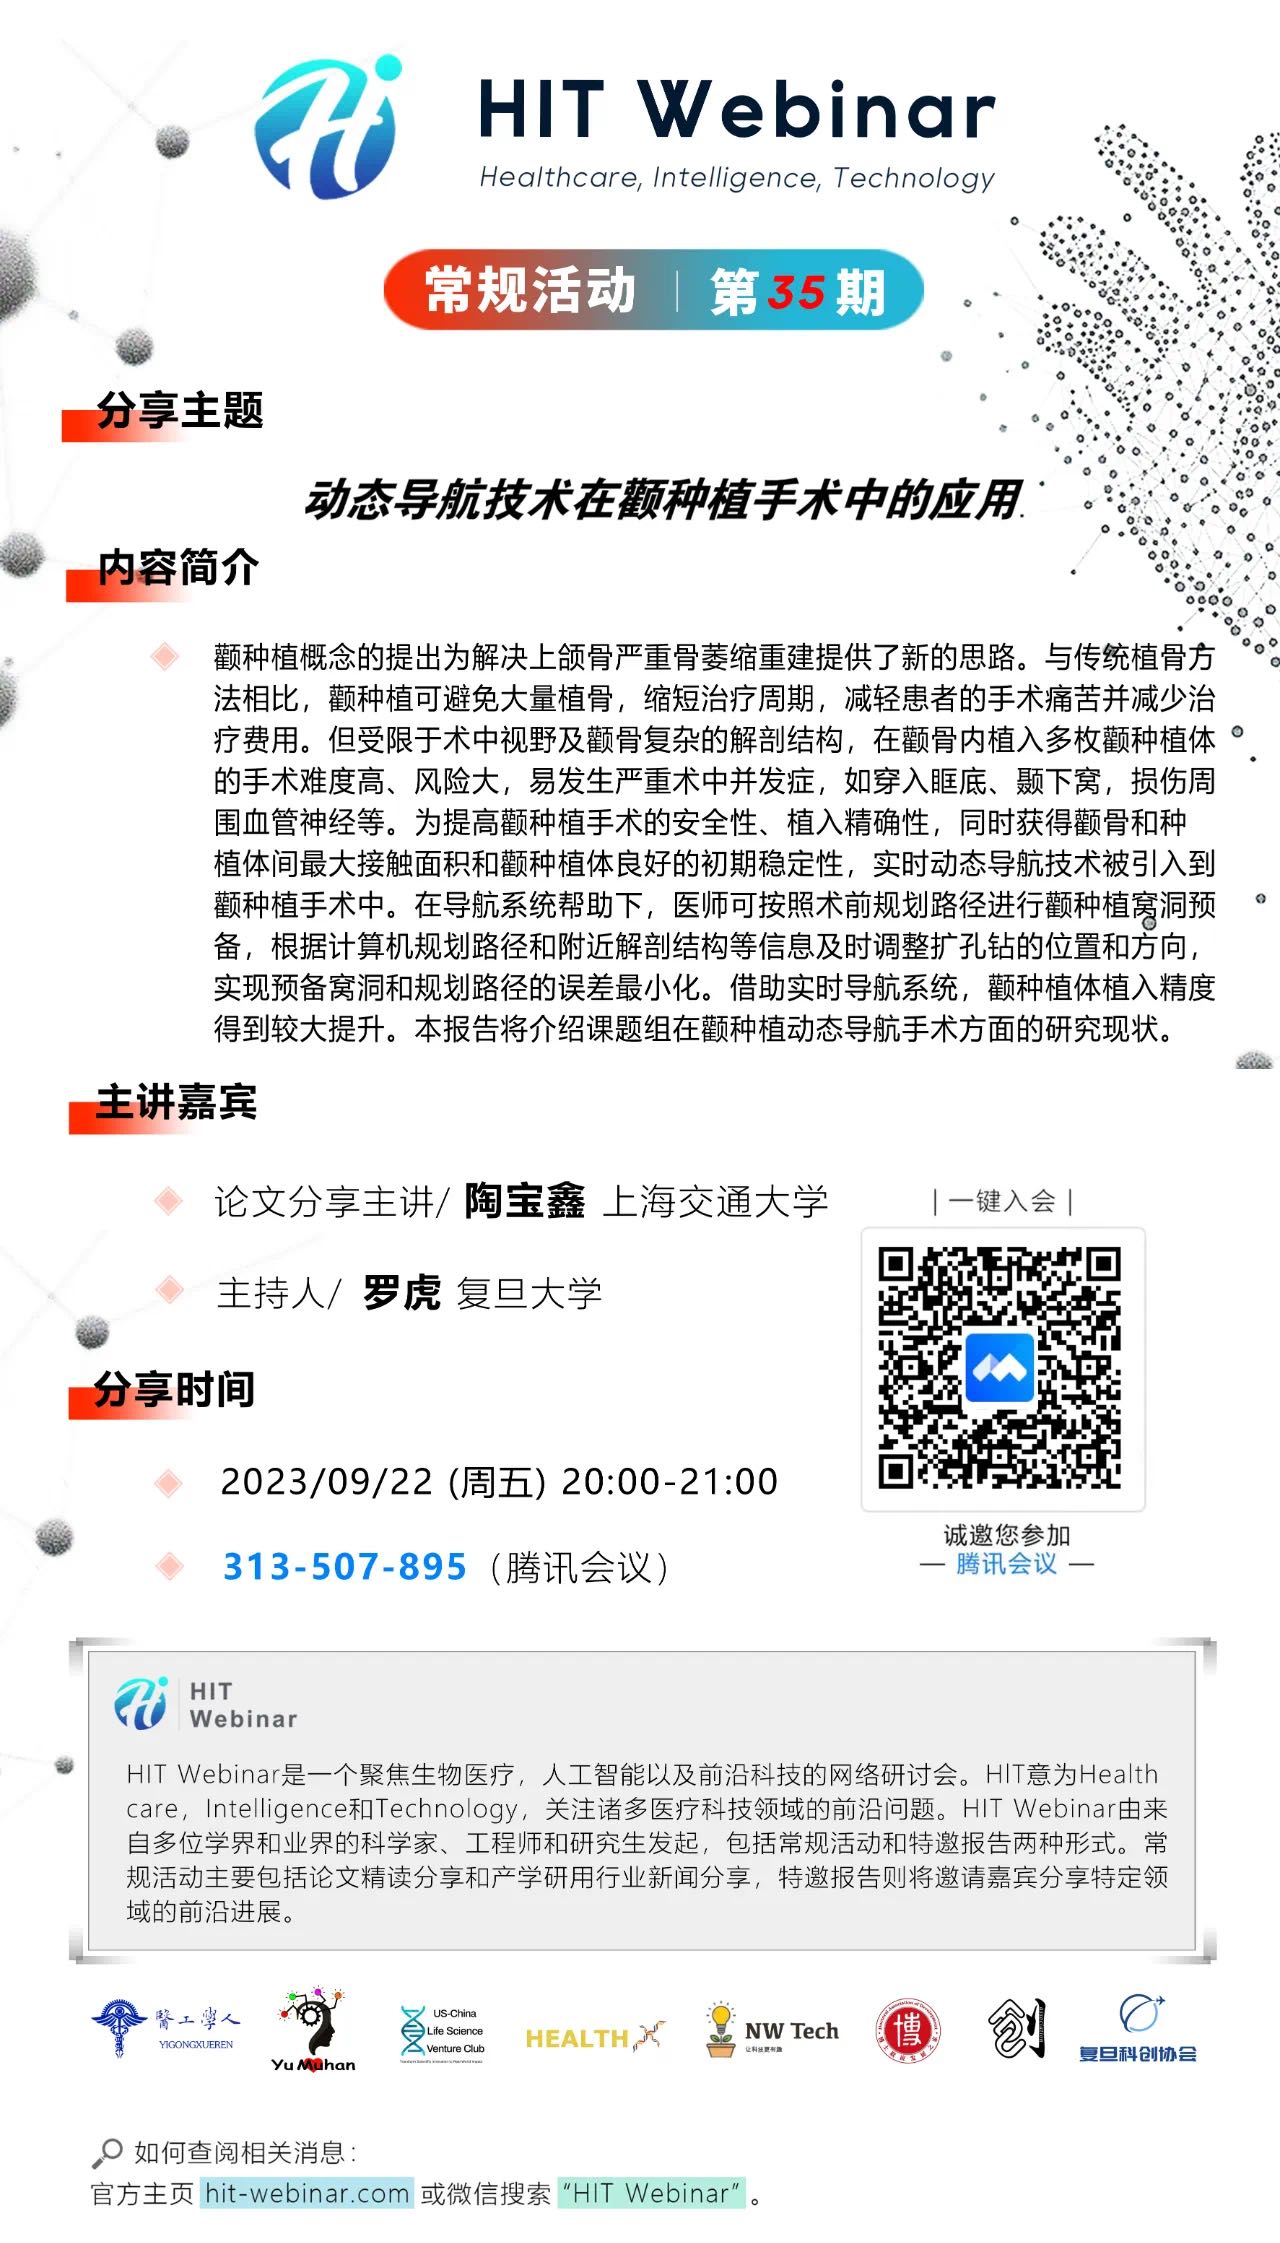 HIT Webinar
Healthcare, Intelligence, Technology
常规活动 | 第35期
分享主题
动态导航技术在颧种植手术中的应用.
内容简介
颧种植概念的提出为解决上颌骨严重骨萎缩重建提供了新的思路。与传统植骨方
法相比，颧种植可避免大量植骨，缩短治疗周期，减轻患者的手术痛苦并减少治
疗费用。但受限于术中视野及颧骨复杂的解剖结构，在颧骨内植入多枚颧种植体
的手术难度高、风险大，易发生严重术中并发症，如穿入眶底、颞下窝，损伤周
围血管神经等。为提高颧种植手术的安全性、植入精确性，同时获得颧骨和种
植体间最大接触面积和颧种植体良好的初期稳定性，实时动态导航技术被引入到
颧种植手术中。在导航系统帮助下，医师可按照术前规划路径进行颧种植窝洞预
备，根据计算机规划路径和附近解剖结构等信息及时调整扩孔钻的位置和方向，
实现预备窝洞和规划路径的误差最小化。借助实时导航系统，颧种植体植入精度
得到较大提升。本报告将介绍课题组在颧种植动态导航手术方面的研究现状。
主讲嘉宾
论文分享主讲/ 陶宝鑫 上海交通大学
主持人/ 罗虎 复旦大学
| 一键入会 |
诚邀您参加
— 腾讯会议 —
分享时间
2023/09/22 (周五) 20:00-21:00
313-507-895（腾讯会议）
HIT
Webinar
HIT Webinar是一个聚焦生物医疗，人工智能以及前沿科技的网络研讨会。HIT意为Health
care，Intelligence和Technology，关注诸多医疗科技领域的前沿问题。HIT Webinar由来
自多位学界和业界的科学家、工程师和研究生发起，包括常规活动和特邀报告两种形式。常
规活动主要包括论文精读分享和产学研用行业新闻分享，特邀报告则将邀请嘉宾分享特定领
域的前沿进展。
醫工學人
YIGONGXUEREN
Yu Muhan
US-China
Life Science
Venture Club
HEALTH X
NW Tech
让科技更有趣
博
创
复旦科创协会
如何查阅相关消息：
官方主页 hit-webinar.com 或微信搜索 “HIT Webinar” 。